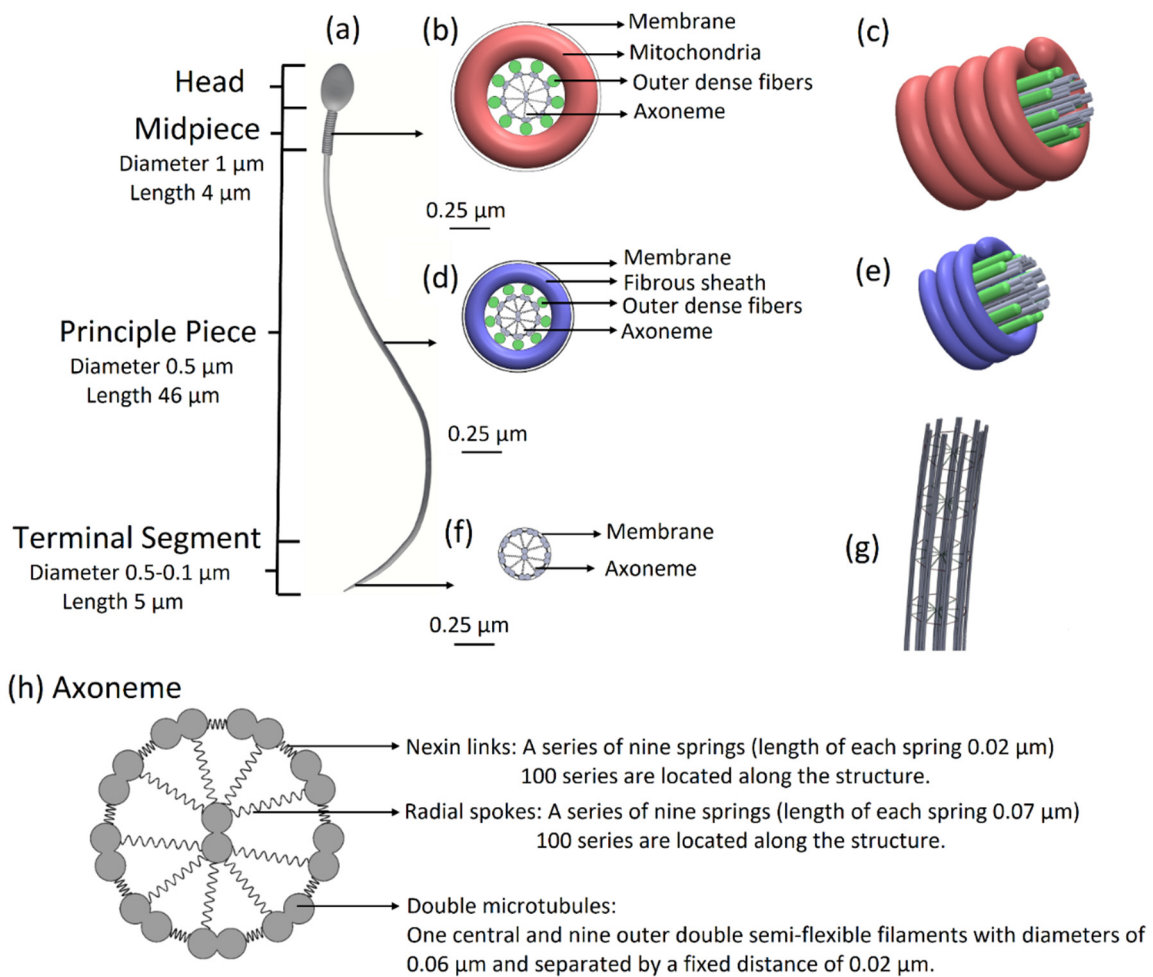 (a)
Head
Midpiece
Diameter 1 µm
Length 4 µm
Principle Piece
Diameter 0.5 µm
Length 46 µm
Terminal Segment
Diameter 0.5-0.1 µm
Length 5 µm
(b)
Membrane
Mitochondria
Outer dense fibers
Axoneme
0.25 µm
(c)
(d)
Membrane
Fibrous sheath
Outer dense fibers
Axoneme
0.25 µm
(e)
(f)
Membrane
Axoneme
0.25 µm
(g)
(h) Axoneme
Nexin links: A series of nine springs (length of each spring 0.02 µm)
100 series are located along the structure.
Radial spokes: A series of nine springs (length of each spring 0.07 µm)
100 series are located along the structure.
Double microtubules:
One central and nine outer double semi-flexible filaments with diameters of
0.06 µm and separated by a fixed distance of 0.02 µm.